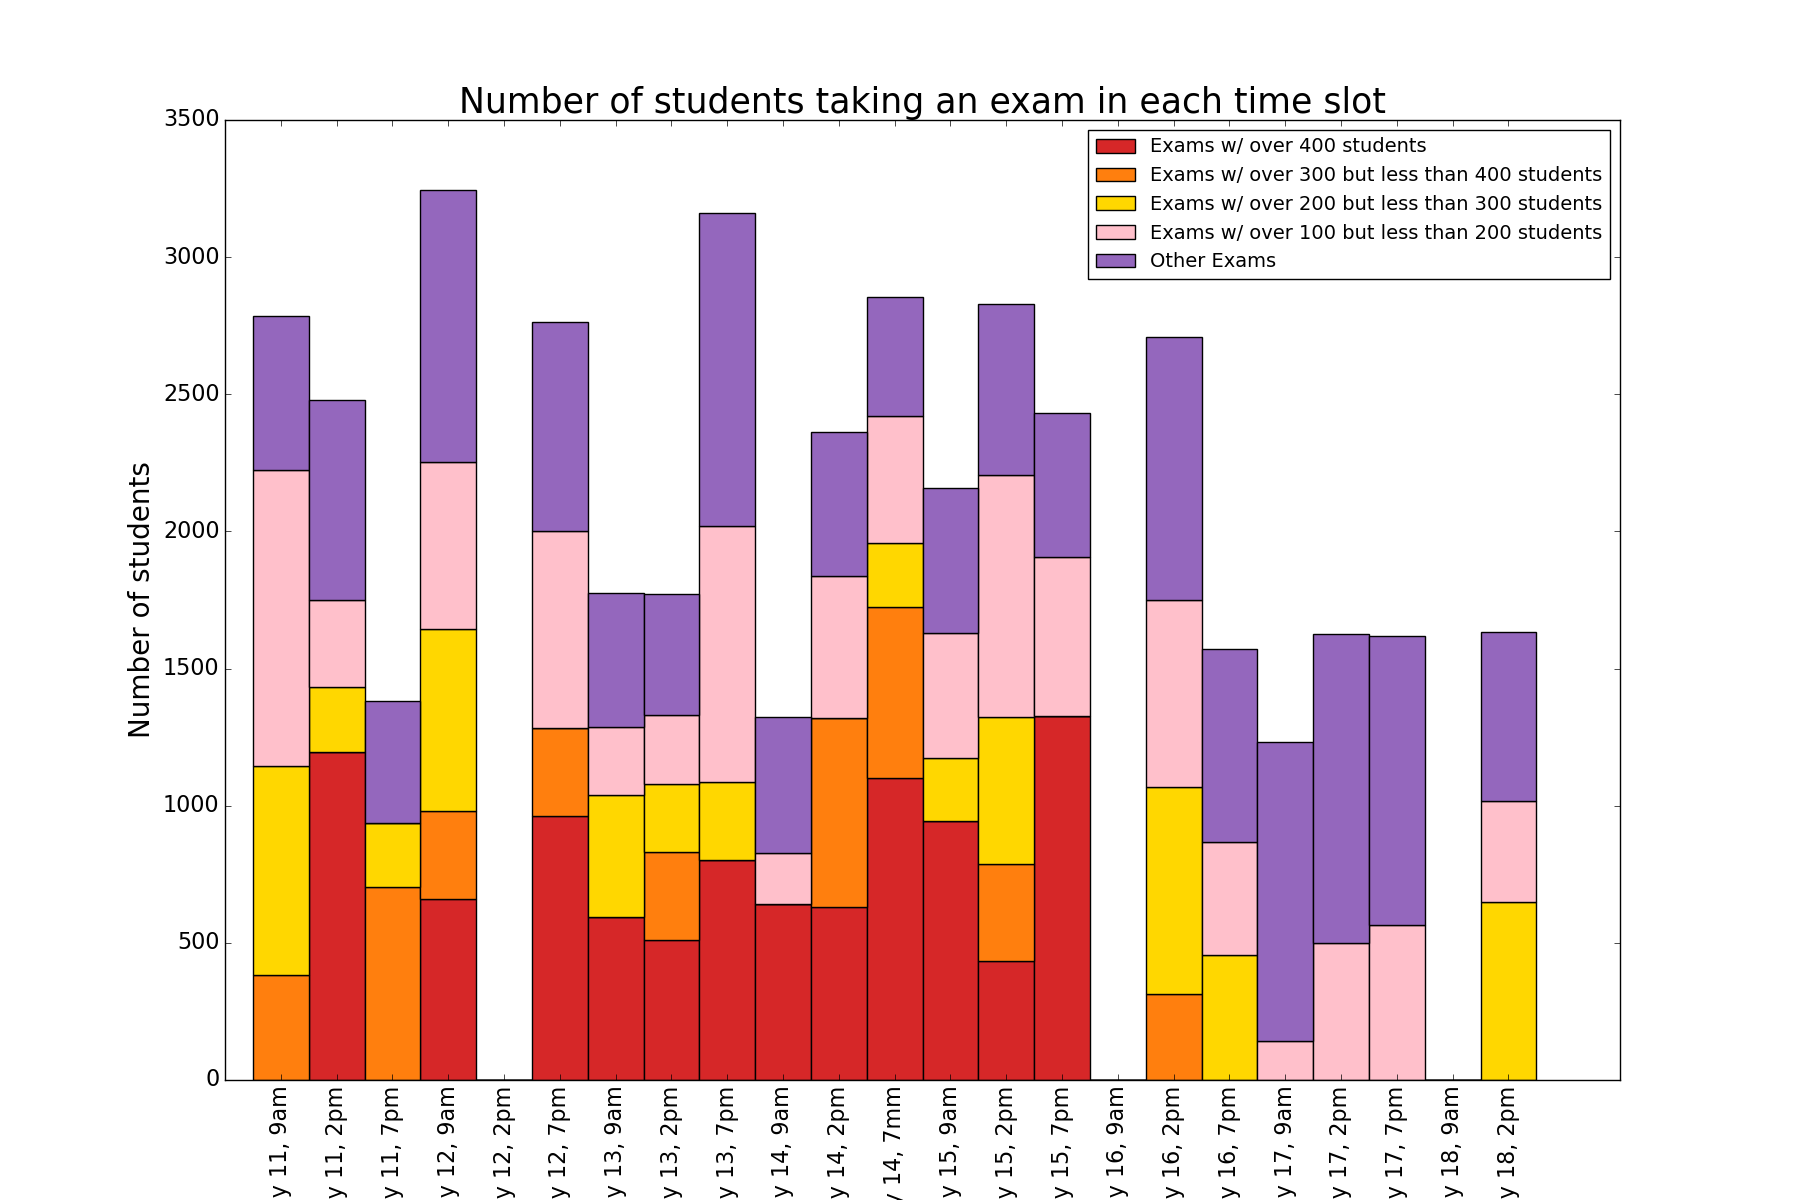 Number of students taking an exam in each time slot
Exams w/ over 400 students
Exams w/ over 300 but less than 400 students
Exams w/ over 200 but less than 300 students
Exams w/ over 100 but less than 200 students
Other Exams
Number of students
3500
3000
2500
2000
1500
1000
500
0
y 11, 9am
y 11, 2pm
y 11, 7pm
y 12, 9am
y 12, 2pm
y 12, 7pm
y 13, 9am
y 13, 2pm
y 13, 7pm
y 14, 9am
y 14, 2pm
y 14, 7mm
y 15, 9am
y 15, 2pm
y 15, 7pm
y 16, 9am
y 16, 2pm
y 16, 7pm
y 17, 9am
y 17, 2pm
y 17, 7pm
y 18, 9am
y 18, 2pm